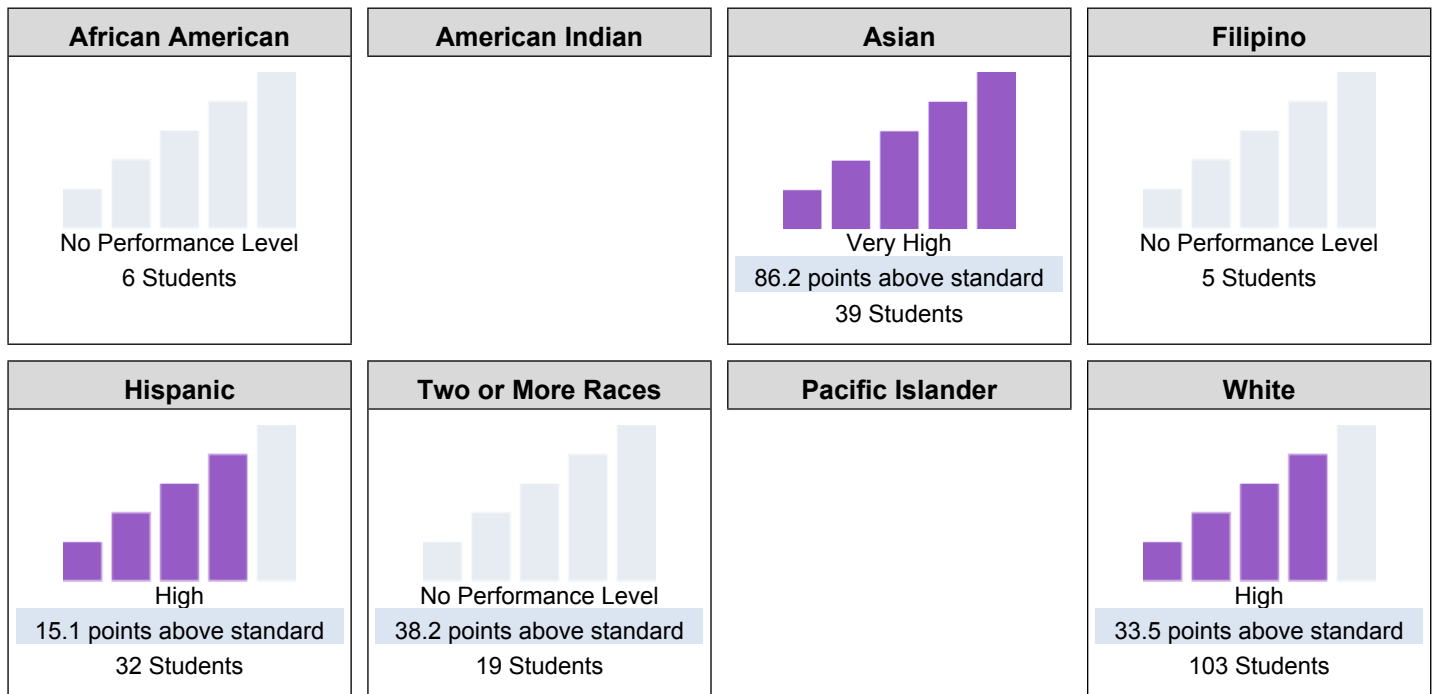 African American
No Performance Level
6 Students
American Indian
Asian
Very High
86.2 points above standard
39 Students
Filipino
No Performance Level
5 Students
Hispanic
High
15.1 points above standard
32 Students
Two or More Races
No Performance Level
38.2 points above standard
19 Students
Pacific Islander
White
High
33.5 points above standard
103 Students